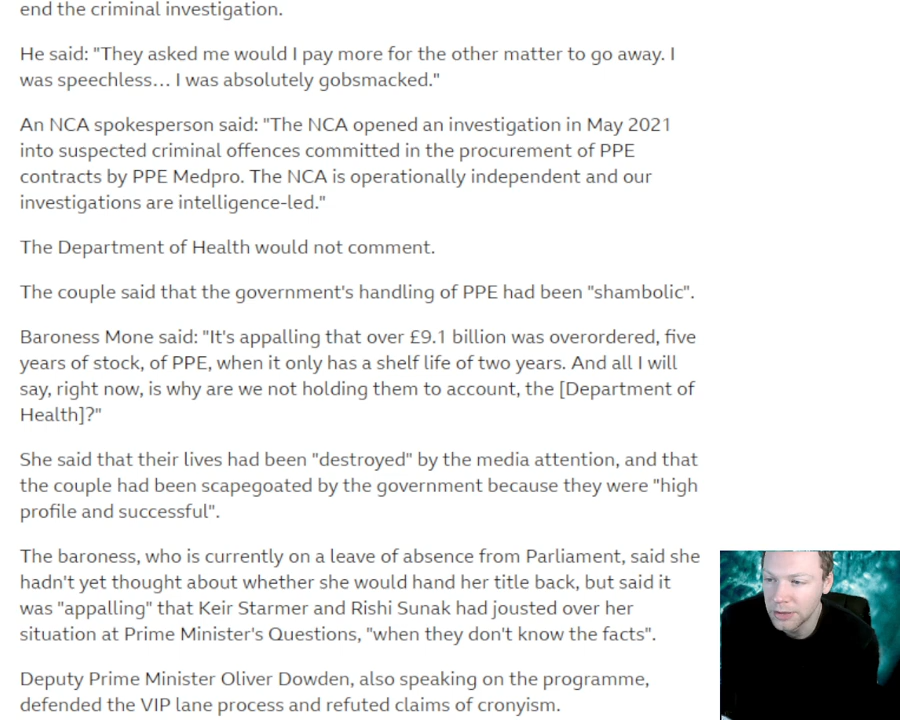 end the criminal investigation.
He said: "They asked me would I pay more for the other matter to go away. I
was speechless... I was absolutely gobsmacked."
An NCA spokesperson said: "The NCA opened an investigation in May 2021
into suspected criminal offences committed in the procurement of PPE
contracts by PPE Medpro. The NCA is operationally independent and our
investigations are intelligence-led."
The Department of Health would not comment.
The couple said that the government's handling of PPE had been "shambolic".
Baroness Mone said: "It's appalling that over £9.1 billion was overordered, five
years of stock, of PPE, when it only has a shelf life of two years. And all I will
say, right now, is why are we not holding them to account, the [Department of
Health]?"
She said that their lives had been "destroyed" by the media attention, and that
the couple had been scapegoated by the government because they were "high
profile and successful".
The baroness, who is currently on a leave of absence from Parliament, said she
hadn't yet thought about whether she would hand her title back, but said it
was "appalling" that Keir Starmer and Rishi Sunak had jousted over her
situation at Prime Minister's Questions, "when they don't know the facts".
Deputy Prime Minister Oliver Dowden, also speaking on the programme,
defended the VIP lane process and refuted claims of cronyism.